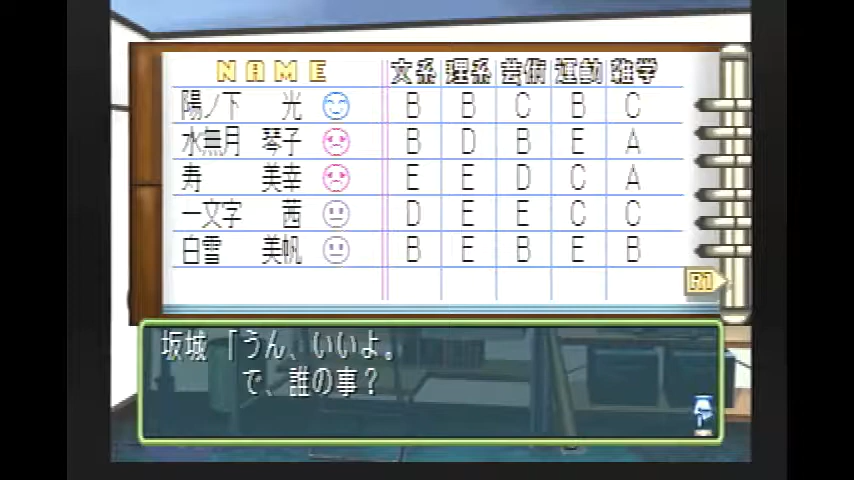 NAME 文系 理系 芸術 運動 雑学
陽ノ下 光 B B C B C
水無月 琴子 B D B E A
寿 美幸 E E D C A
一文字 茜 D E E C C
白雪 美帆 B E B E B
R1
坂城「うん、いいよ。
で、誰の事？